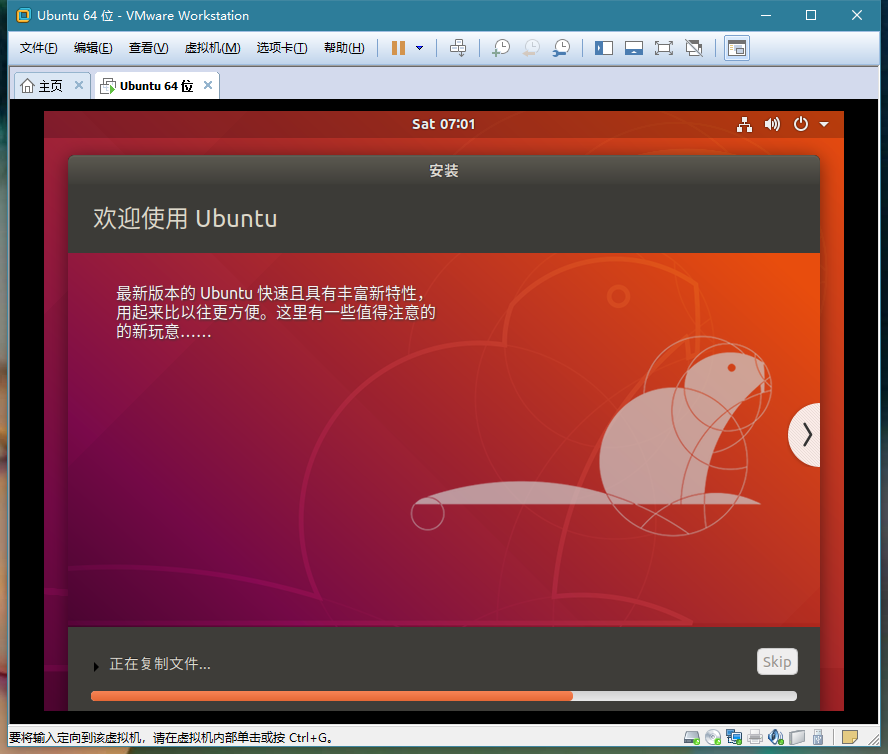 Ubuntu 64 位 - VMware Workstation
文件(F) 编辑(E) 查看(V) 虚拟机(M) 选项卡(T) 帮助(H)
主页 Ubuntu 64 位
Sat 07:01
安装
欢迎使用 Ubuntu
最新版本的 Ubuntu 快速且具有丰富新特性，
用起来比以往更方便。这里有一些值得注意的
的新玩意……
正在复制文件...
Skip
要将输入定向到该虚拟机，请在虚拟机内部单击或按 Ctrl+G。